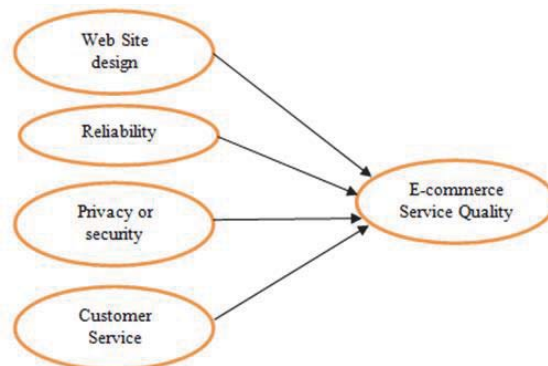 Web Site
design
Reliability
Privacy or
security
Customer
Service
E-commerce
Service Quality